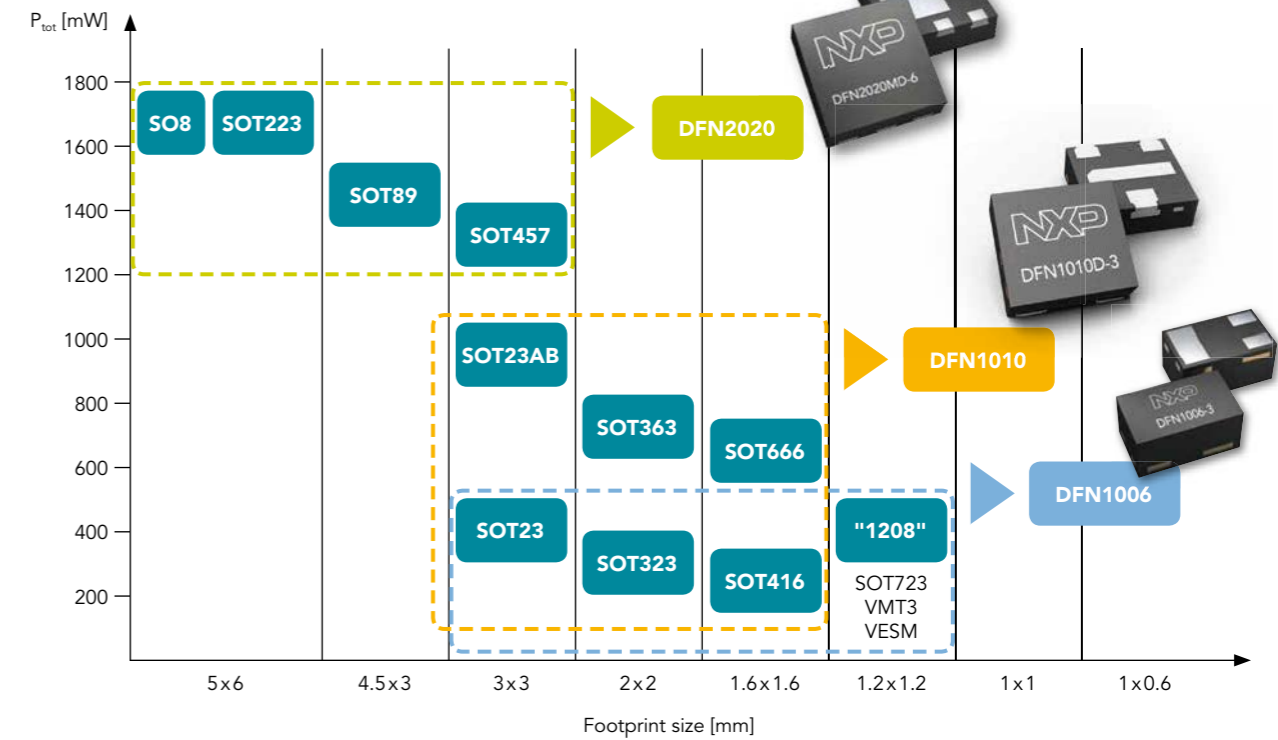 Ptot [mW]
1800
1600
1400
1200
1000
800
600
400
200
SO8
SOT223
SOT89
SOT457
DFN2020
SOT23AB
SOT363
SOT666
DFN1010
SOT23
SOT323
SOT416
"1208"
SOT723
VMT3
VESM
DFN1006
NXP
DFN2020MD-6
NXP
DFN1010D-3
NXP
DFN1006-3
5x6
4.5x3
3x3
2x2
1.6x1.6
1.2x1.2
1x1
1x0.6
Footprint size [mm]